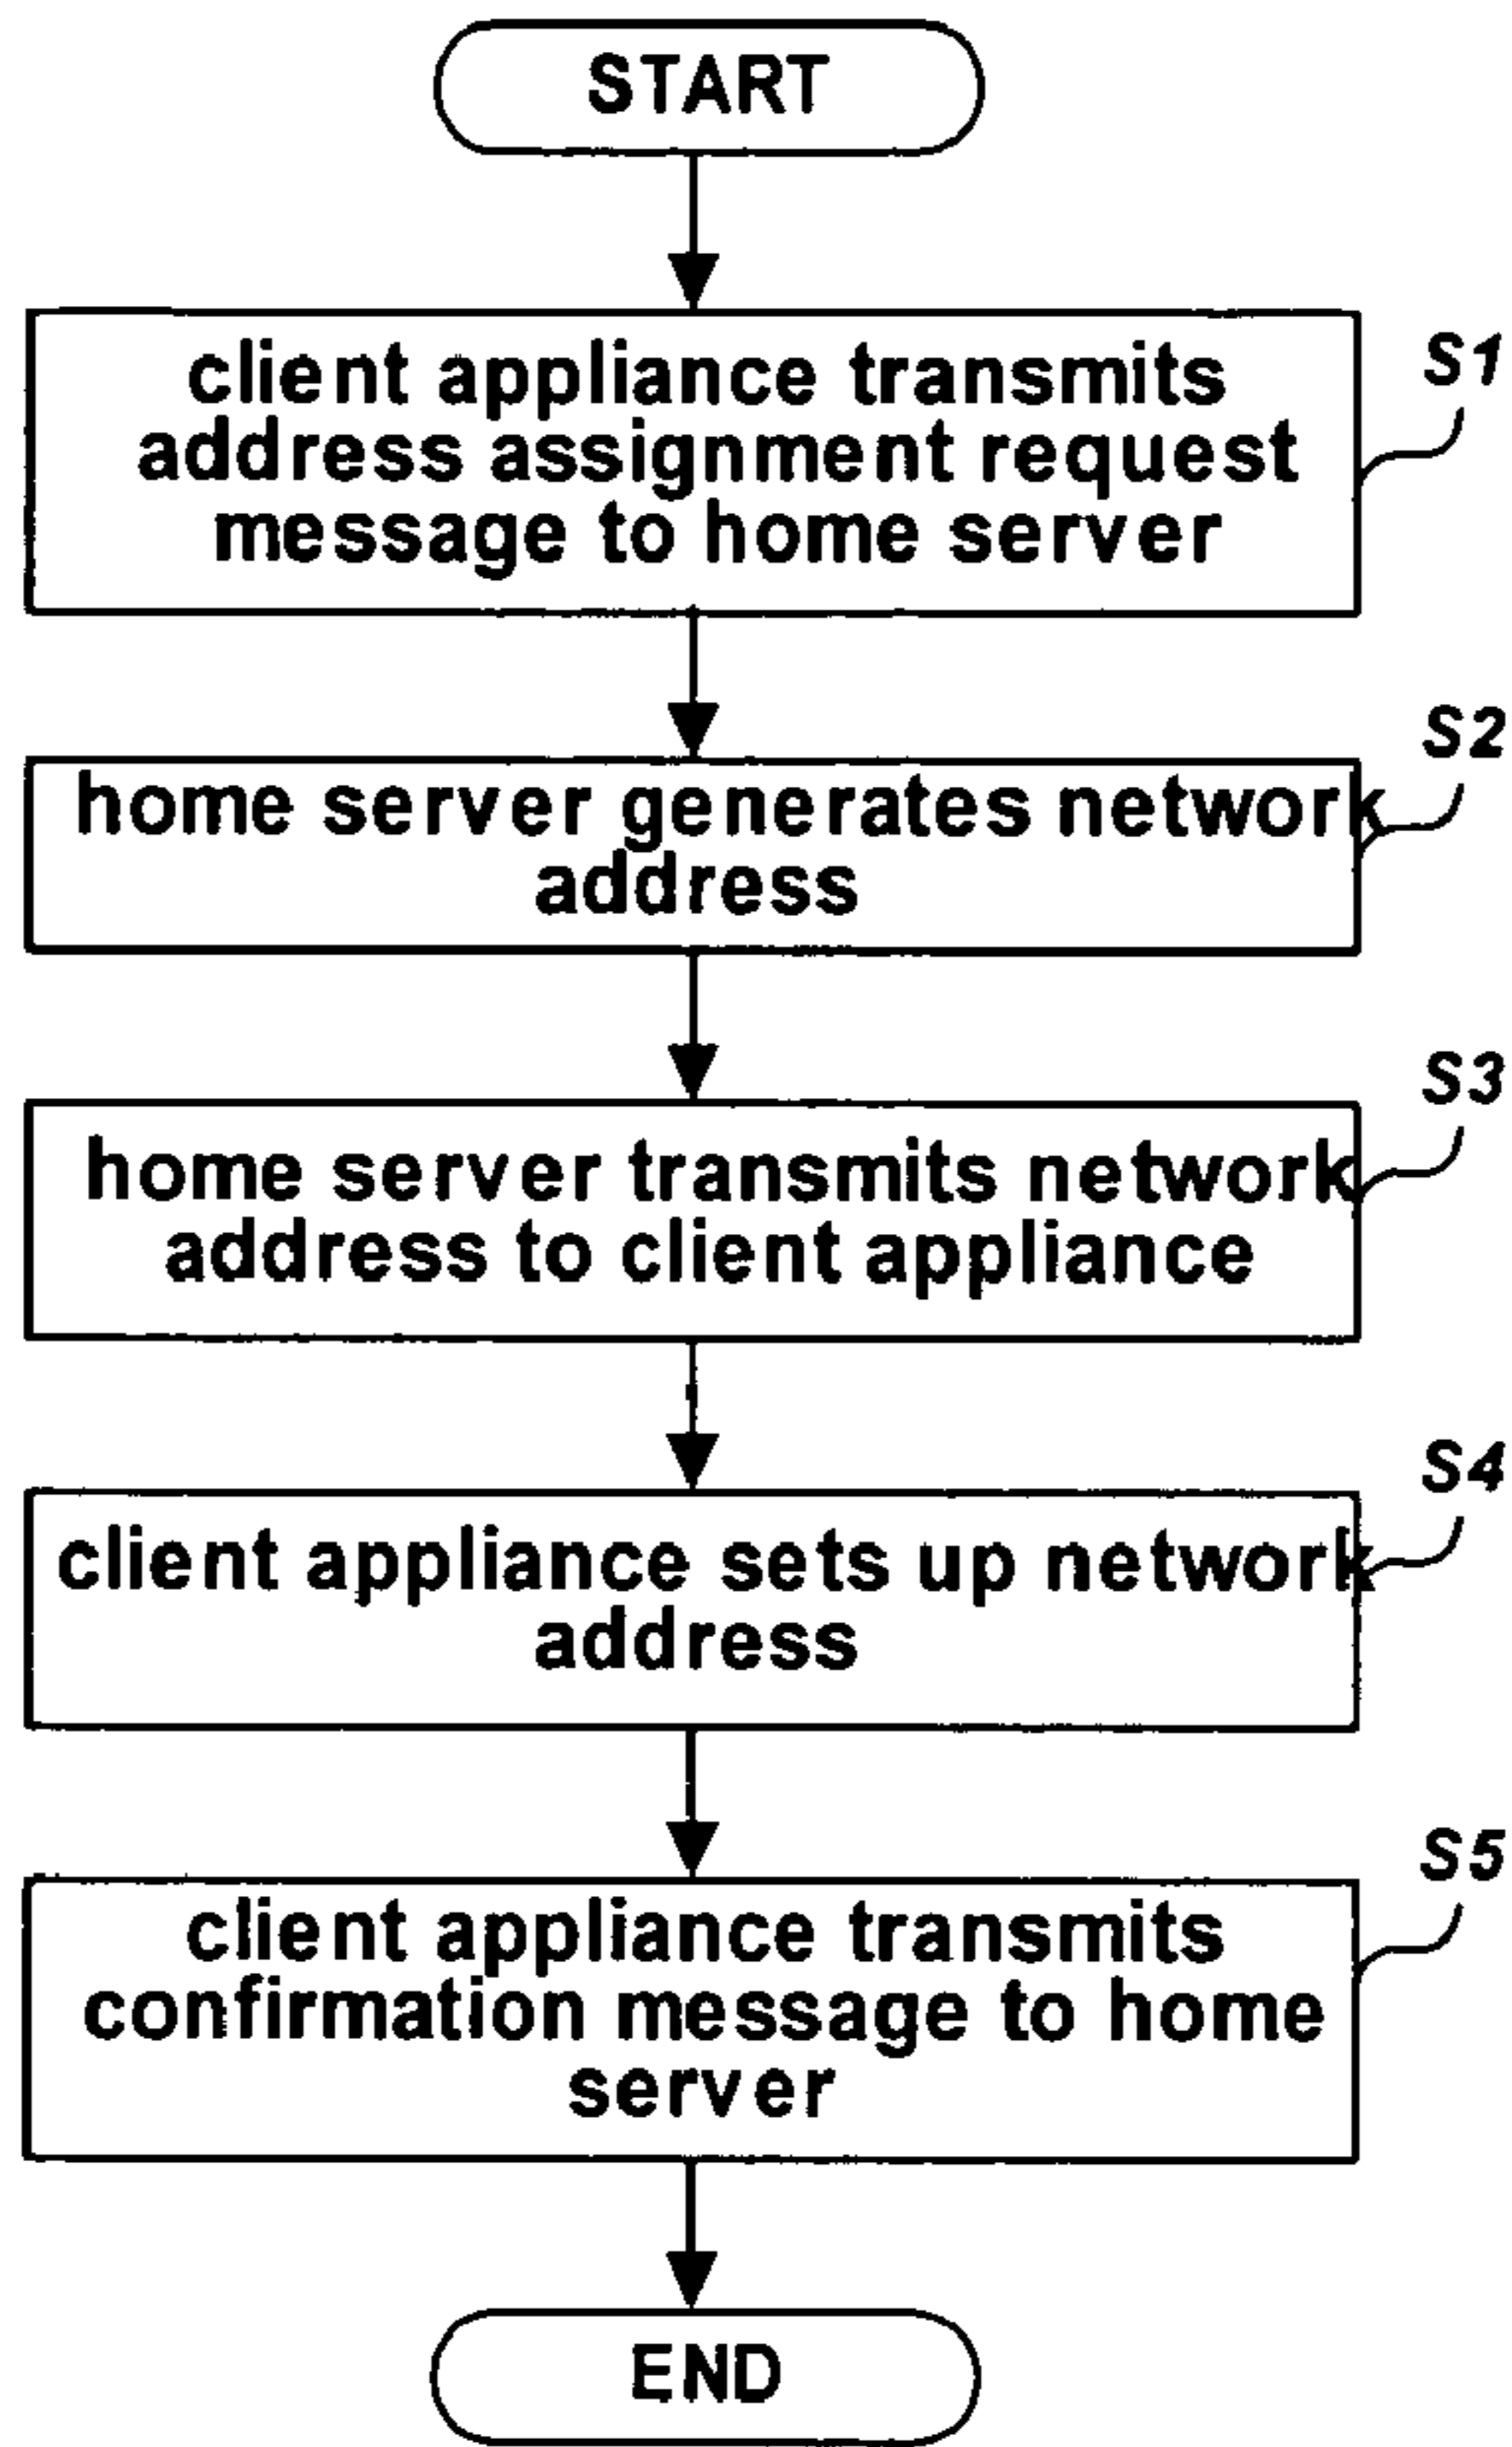 START
client appliance transmits
address assignment request
message to home server
S1
home server generates network
address
S2
home server transmits network
address to client appliance
S3
client appliance sets up network
address
S4
client appliance transmits
confirmation message to home
server
S5
END